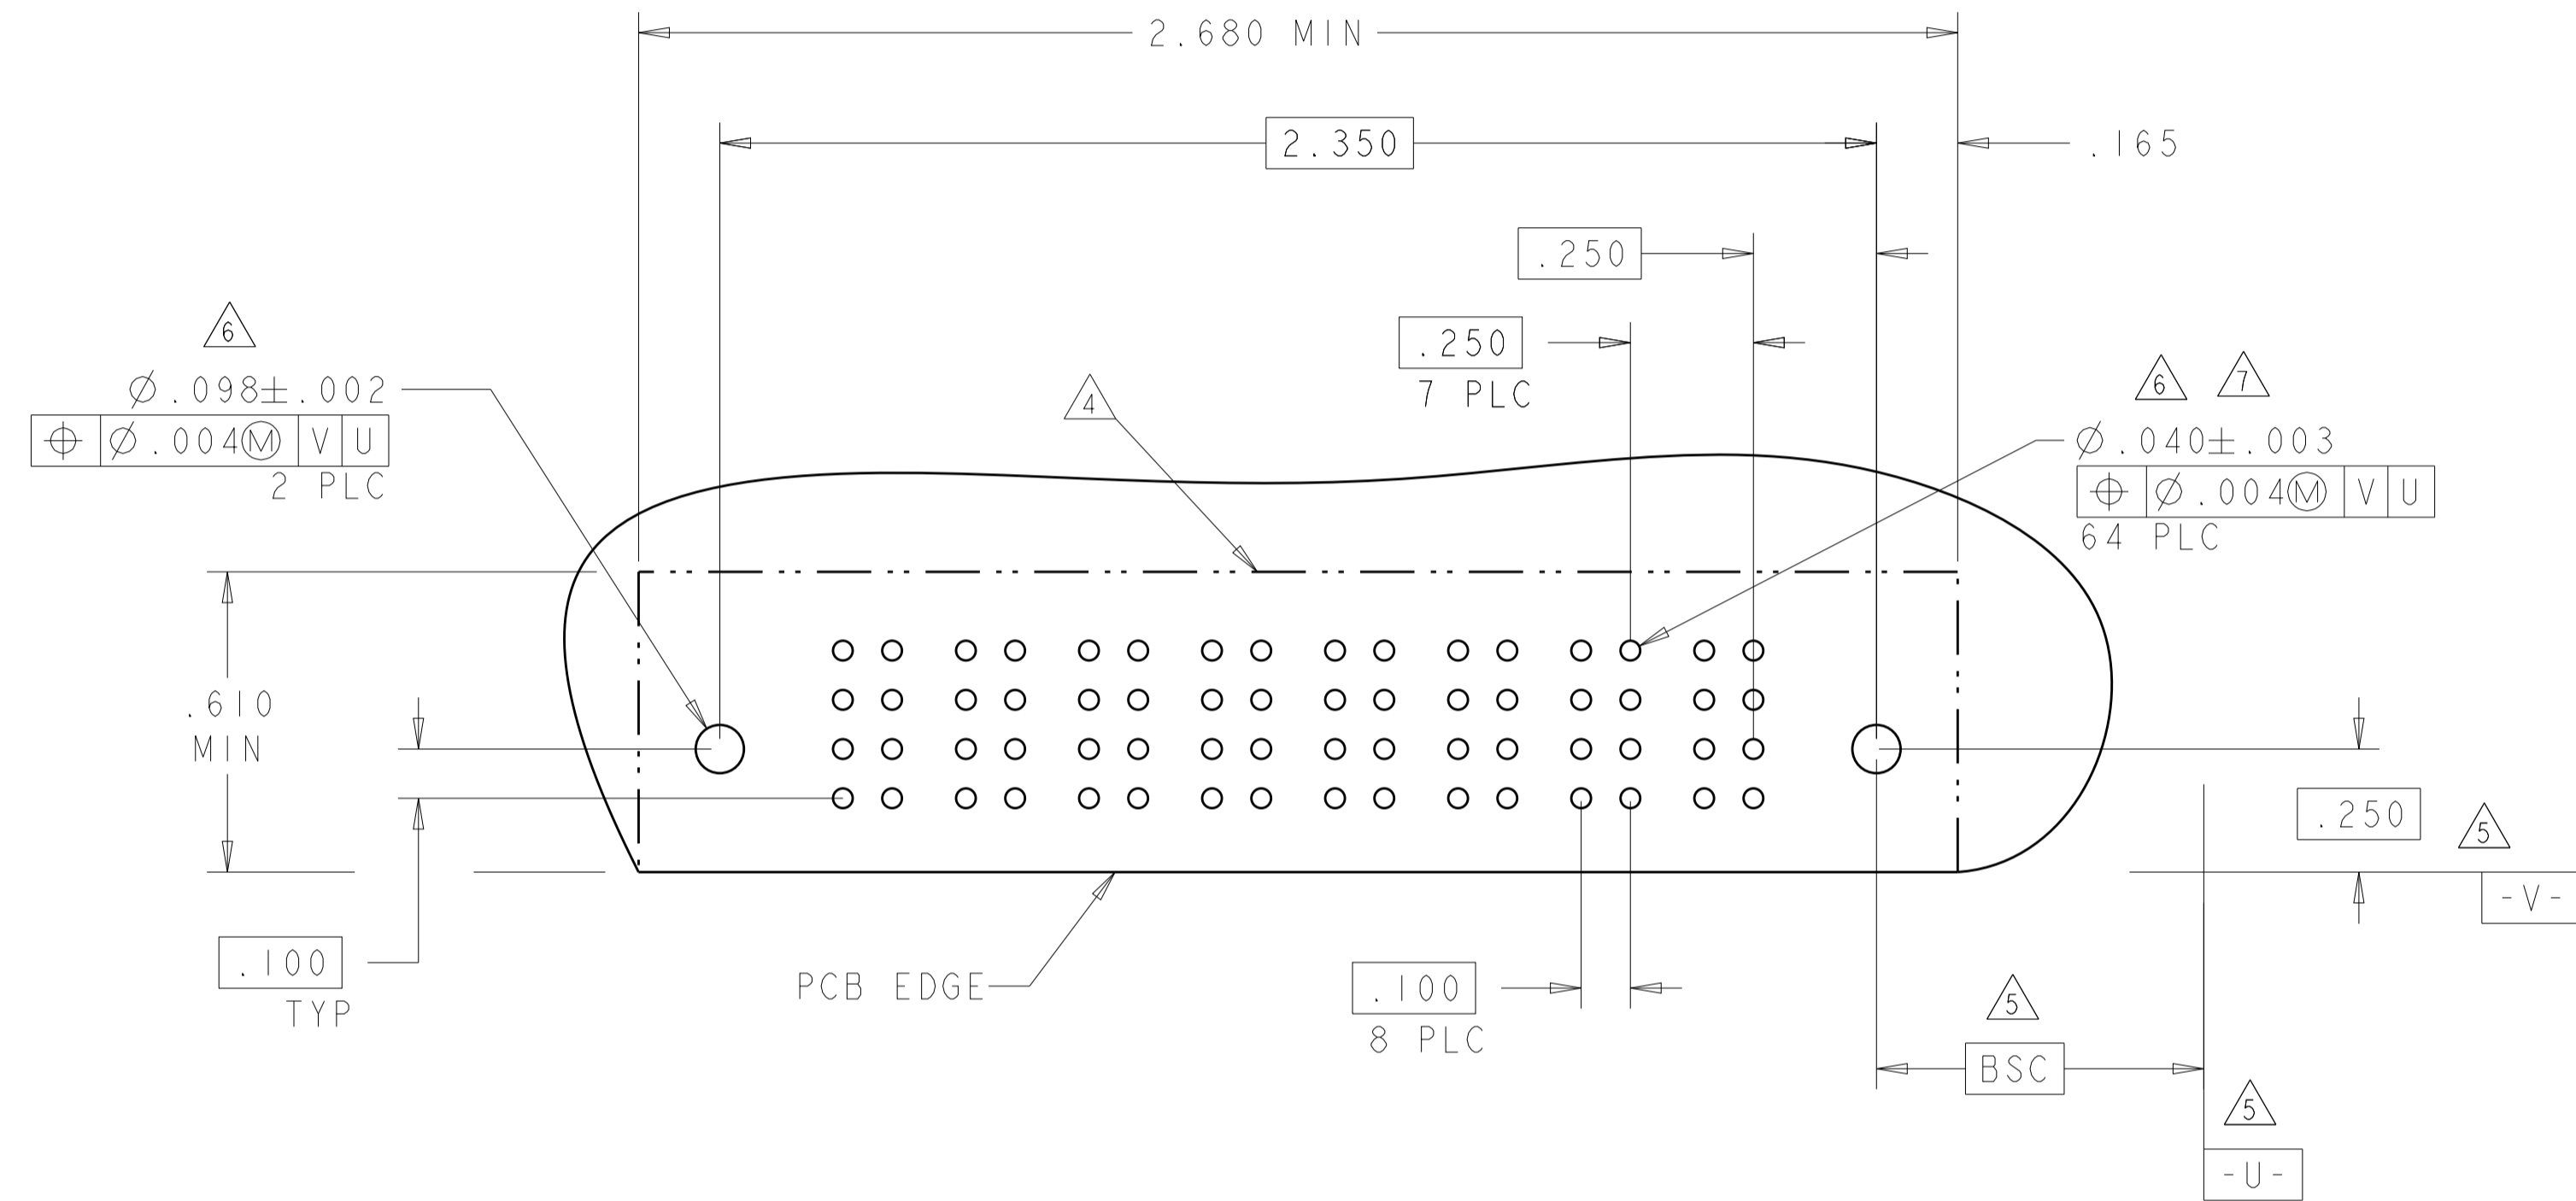 2.680 MIN
2.350
.165
.250
.250
7 PLC
6
Ø.098±.002
⌖ Ø.004Ⓜ V U
2 PLC
4
6 7
Ø.040±.003
⌖ Ø.004Ⓜ V U
64 PLC
.610
MIN
.250
5
-V-
.100
TYP
PCB EDGE
.100
8 PLC
5
BSC
5
-U-